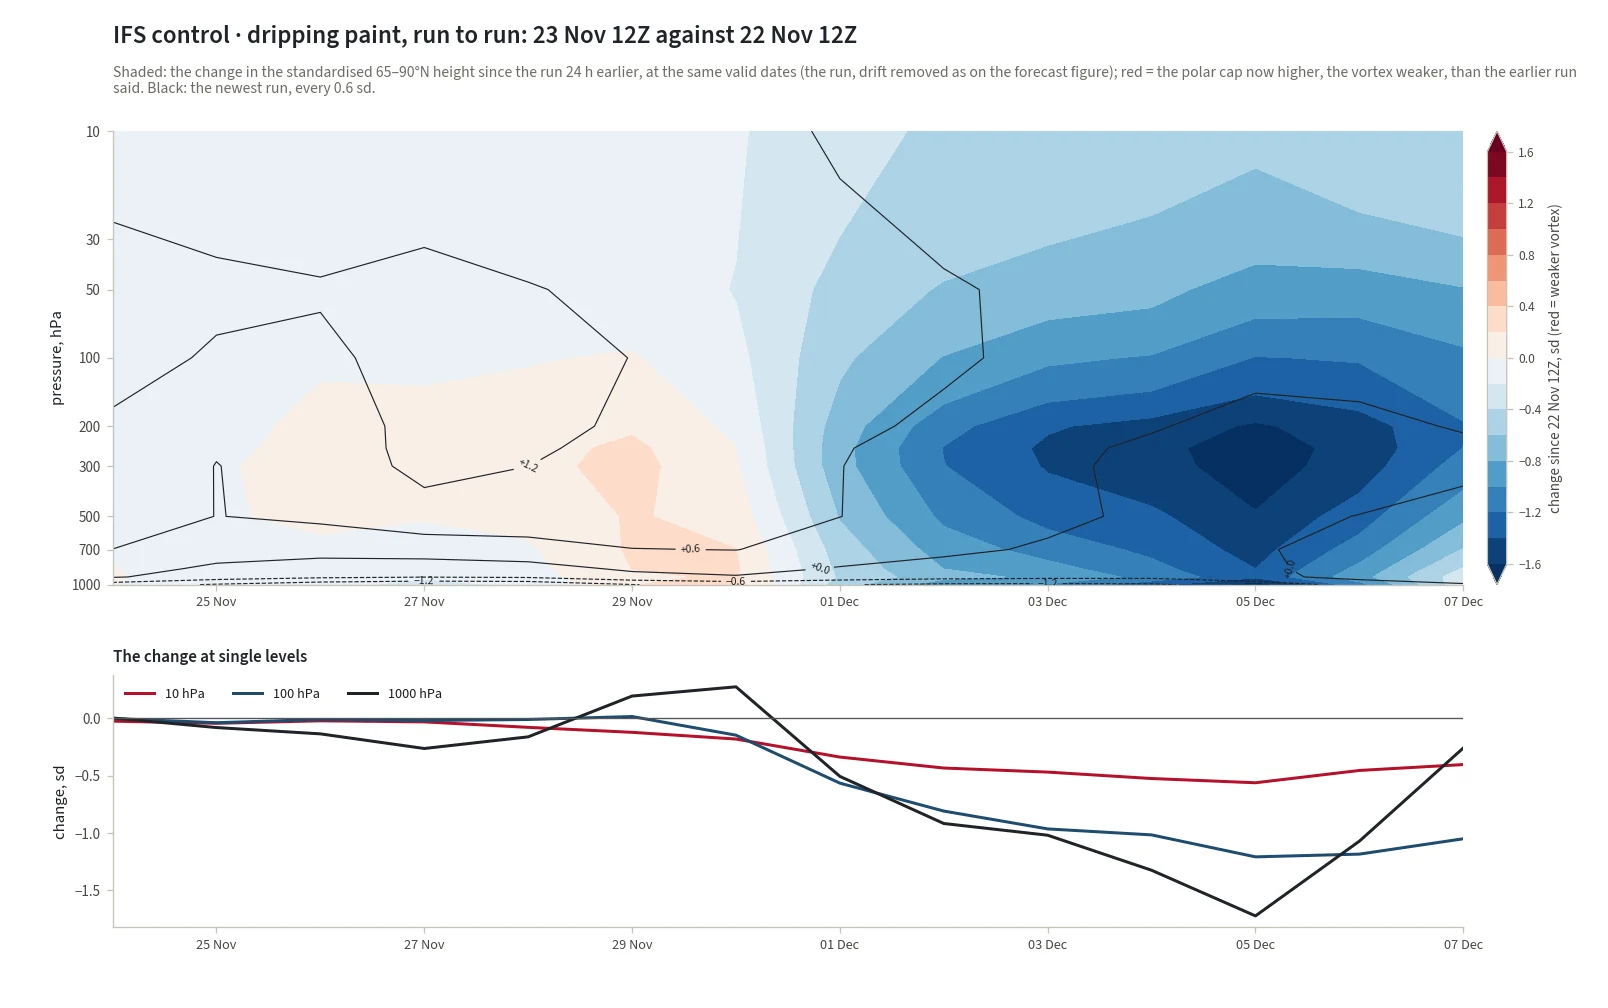 IFS control · dripping paint, run to run: 23 Nov 12Z against 22 Nov 12Z
Shaded: the change in the standardised 65–90°N height since the run 24 h earlier, at the same valid dates (the run, drift removed as on the forecast figure); red = the polar cap now higher, the vortex weaker, than the earlier run
said. Black: the newest run, every 0.6 sd.
10
30
50
100
200
300
500
700
1000
pressure, hPa
+1.2
+0.6
+0.0
−0.6
−1.2
−1.2
+0.0
25 Nov
27 Nov
29 Nov
01 Dec
03 Dec
05 Dec
07 Dec
1.6
1.2
0.8
0.4
0.0
−0.4
−0.8
−1.2
−1.6
change since 22 Nov 12Z, sd (red = weaker vortex)
The change at single levels
10 hPa
100 hPa
1000 hPa
0.0
−0.5
−1.0
−1.5
change, sd
25 Nov
27 Nov
29 Nov
01 Dec
03 Dec
05 Dec
07 Dec